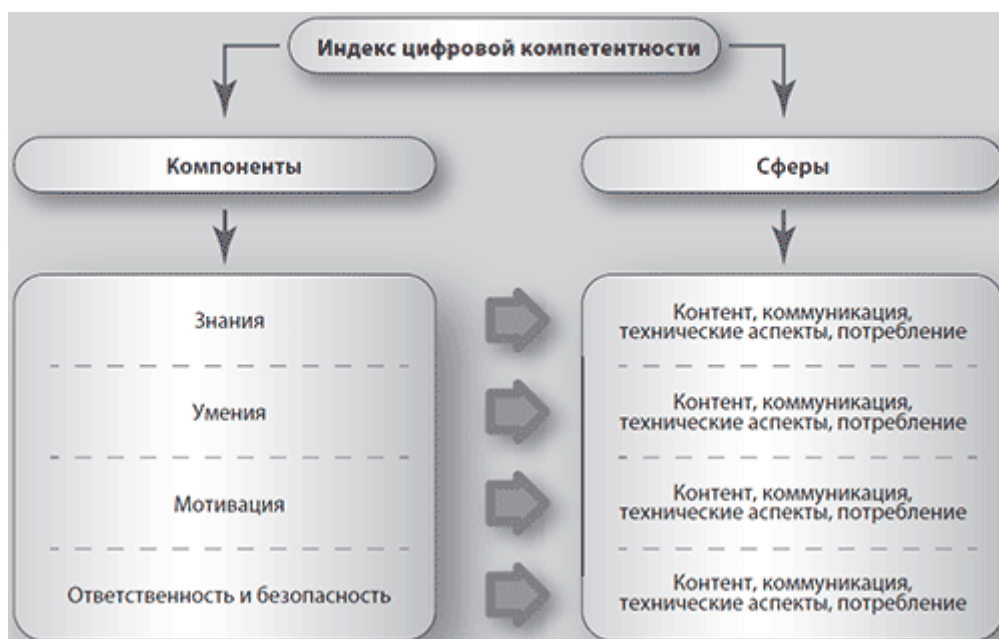 Индекс цифровой компетентности
Компоненты
Сферы
Знания
Контент, коммуникация,
технические аспекты, потребление
Умения
Контент, коммуникация,
технические аспекты, потребление
Мотивация
Контент, коммуникация,
технические аспекты, потребление
Ответственность и безопасность
Контент, коммуникация,
технические аспекты, потребление